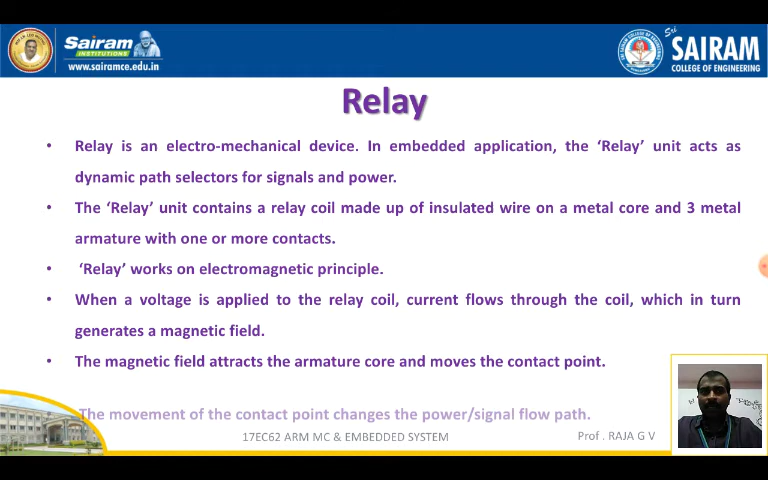 Sairam
INSTITUTIONS
www.sairamce.edu.in
Sri
SAIRAM
COLLEGE OF ENGINEERING
Relay
• Relay is an electro-mechanical device. In embedded application, the ‘Relay’ unit acts as
dynamic path selectors for signals and power.
• The ‘Relay’ unit contains a relay coil made up of insulated wire on a metal core and 3 metal
armature with one or more contacts.
• ‘Relay’ works on electromagnetic principle.
• When a voltage is applied to the relay coil, current flows through the coil, which in turn
generates a magnetic field.
• The magnetic field attracts the armature core and moves the contact point.
The movement of the contact point changes the power/signal flow path.
17EC62 ARM MC & EMBEDDED SYSTEM
Prof . RAJA G V